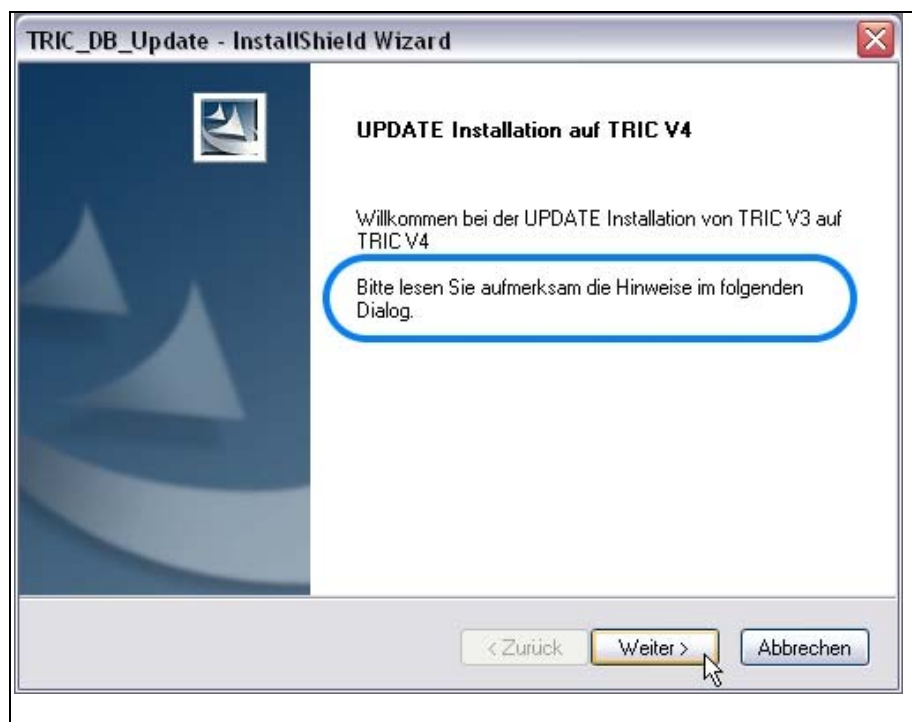 TRIC_DB_Update - InstallShield Wizard
UPDATE Installation auf TRIC V4
Willkommen bei der UPDATE Installation von TRIC V3 auf
TRIC V4
Bitte lesen Sie aufmerksam die Hinweise im folgenden
Dialog.
< Zurück Weiter > Abbrechen